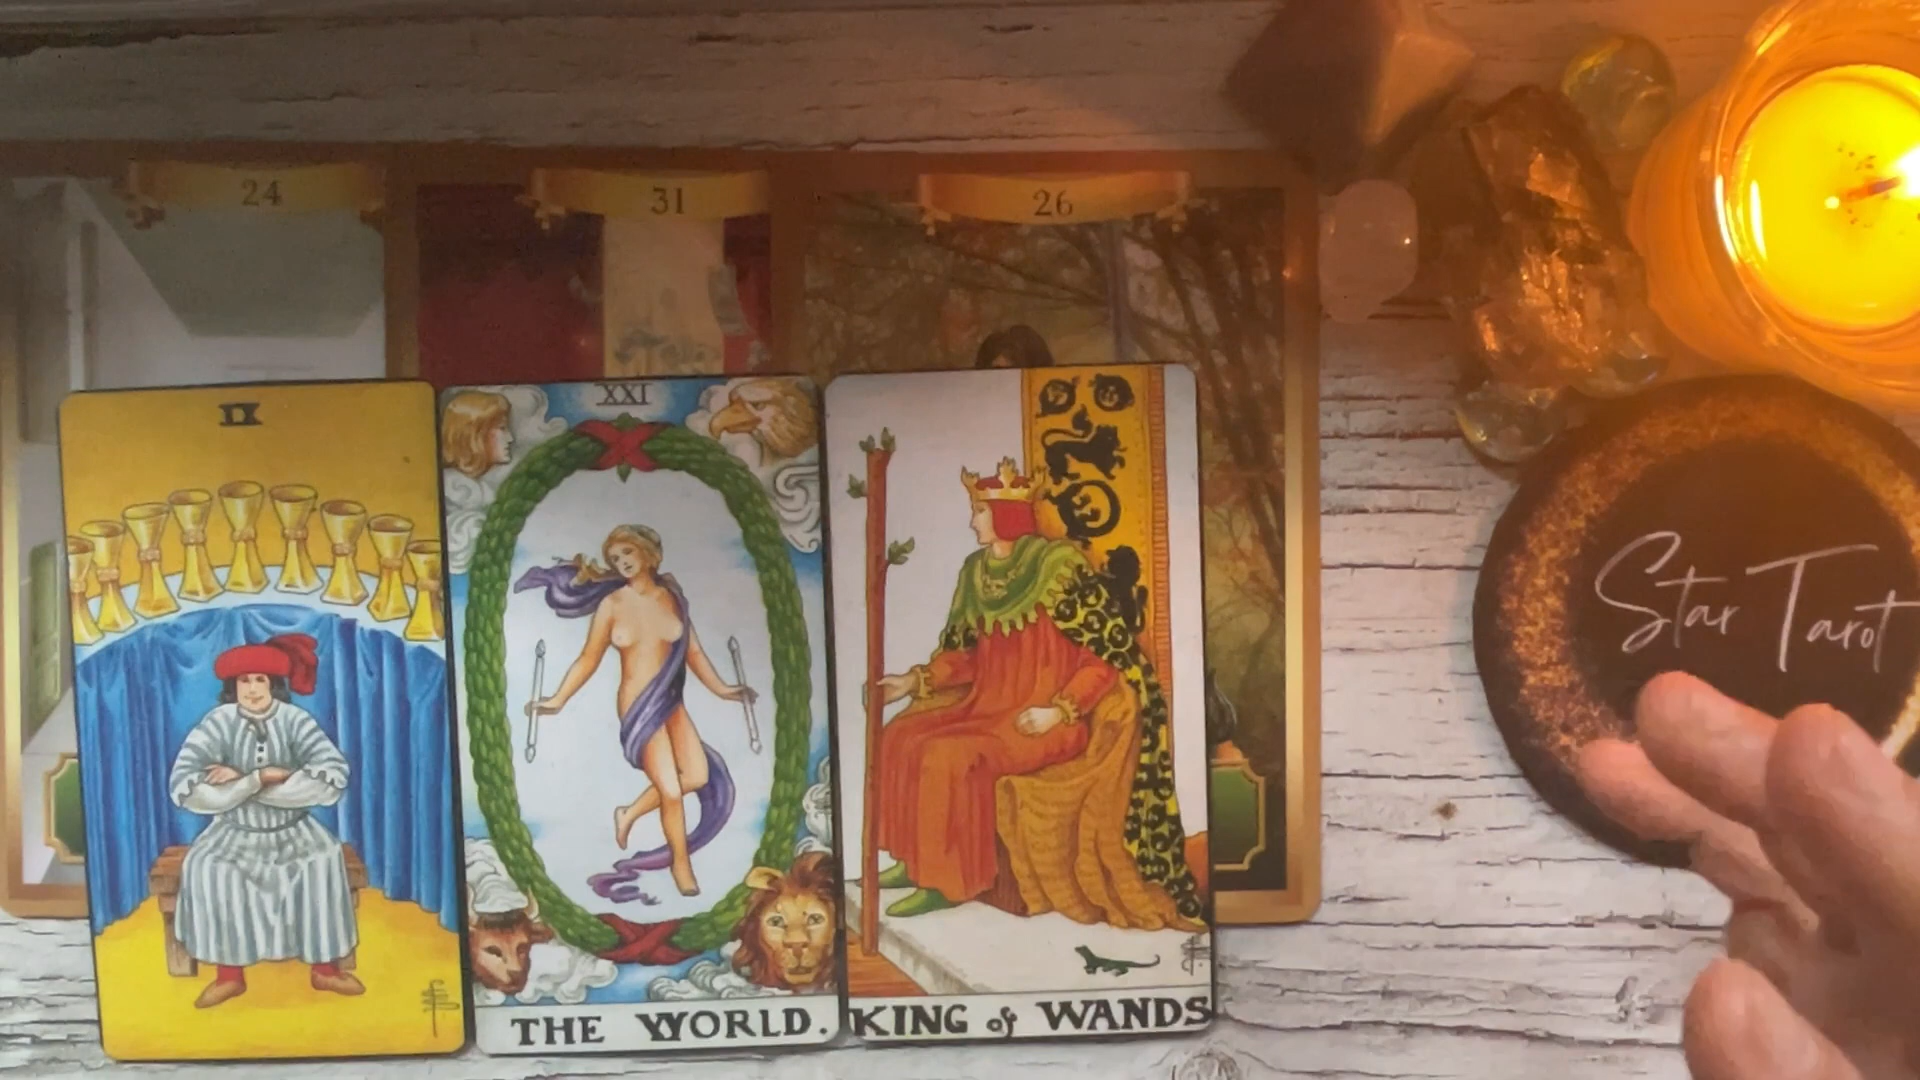 24
31
26
IX
XXI
THE WORLD.
KING of WANDS
Star Tarot